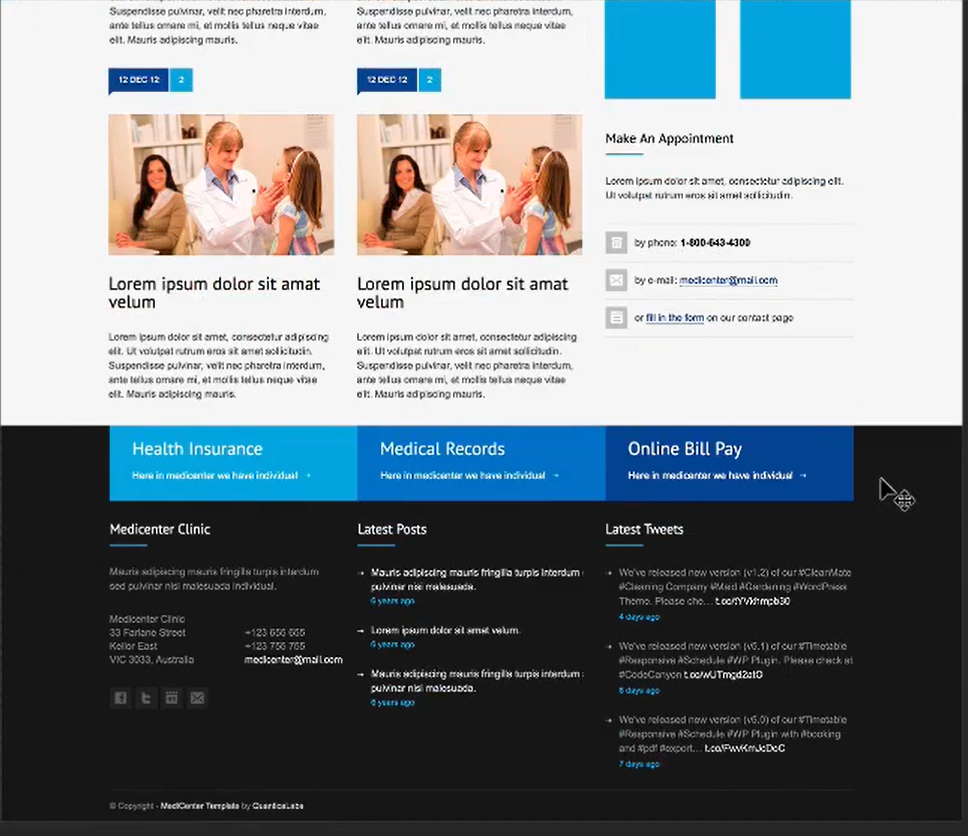 Suspendisse pulvinar, velit nec pharetra interdum,
ante tellus ornare mi, et mollis tellus neque vitae
elit. Mauris adipiscing mauris.
12 DEC 12 2
Lorem ipsum dolor sit amat
velum
Lorem ipsum dolor sit amet, consectetur adipiscing
elit. Ut volutpat rutrum eros sit amet sollicitudin.
Suspendisse pulvinar, velit nec pharetra interdum,
ante tellus ornare mi, et mollis tellus neque vitae
elit. Mauris adipiscing mauris.
Suspendisse pulvinar, velit nec pharetra interdum,
ante tellus ornare mi, et mollis tellus neque vitae
elit. Mauris adipiscing mauris.
12 DEC 12 2
Lorem ipsum dolor sit amat
velum
Lorem ipsum dolor sit amet, consectetur adipiscing
elit. Ut volutpat rutrum eros sit amet sollicitudin.
Suspendisse pulvinar, velit nec pharetra interdum,
ante tellus ornare mi, et mollis tellus neque vitae
elit. Mauris adipiscing mauris.
Make An Appointment
Lorem ipsum dolor sit amet, consectetur adipiscing elit.
Ut volutpat rutrum eros sit amet sollicitudin.
by phone: 1-800-643-4300
by e-mail: medicenter@mail.com
or fill in the form on our contact page
Health Insurance
Here in medicenter we have individual →
Medical Records
Here in medicenter we have individual →
Online Bill Pay
Here in medicenter we have individual →
Medicenter Clinic
Mauris adipiscing mauris fringilla turpis interdum
sed pulvinar nisi malesuada individual.
Medicenter Clinic
33 Farlane Street +123 655 655
Keilor East +123 755 755
VIC 3033, Australia medicenter@mail.com
Latest Posts
Mauris adipiscing mauris fringilla turpis interdum
pulvinar nisi malesuada.
6 years ago
Lorem ipsum dolor sit amat velum.
6 years ago
Mauris adipiscing mauris fringilla turpis interdum
pulvinar nisi malesuada.
6 years ago
Latest Tweets
We've released new version (v1.2) of our #CleanMate
#Cleaning Company #Maid #Gardening #WordPress
Theme. Please che… t.co/tYVkhmpb30
4 days ago
We've released new version (v5.1) of our #Timetable
#Responsive #Schedule #WP Plugin. Please check at
#CodeCanyon t.co/wUTmgd2atO
6 days ago
We've released new version (v5.0) of our #Timetable
#Responsive #Schedule #WP Plugin with #booking
and #pdf #export…
7 days ago
© Copyright - MediCenter Template by QuanticaLabs